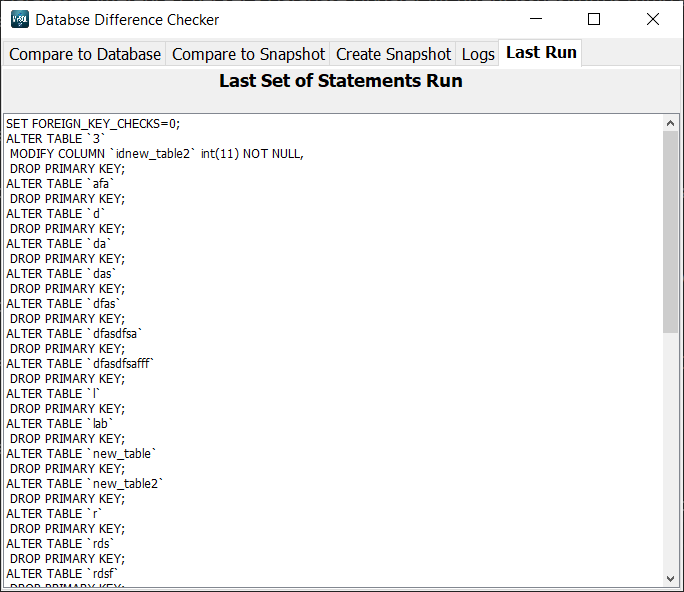 Databse Difference Checker
Compare to Database
Compare to Snapshot
Create Snapshot
Logs
Last Run
Last Set of Statements Run
SET FOREIGN_KEY_CHECKS=0;
ALTER TABLE `3`
MODIFY COLUMN `idnew_table2` int(11) NOT NULL,
DROP PRIMARY KEY;
ALTER TABLE `afa`
DROP PRIMARY KEY;
ALTER TABLE `d`
DROP PRIMARY KEY;
ALTER TABLE `da`
DROP PRIMARY KEY;
ALTER TABLE `das`
DROP PRIMARY KEY;
ALTER TABLE `dfas`
DROP PRIMARY KEY;
ALTER TABLE `dfasdfsa`
DROP PRIMARY KEY;
ALTER TABLE `dfasdfsafff`
DROP PRIMARY KEY;
ALTER TABLE `l`
DROP PRIMARY KEY;
ALTER TABLE `lab`
DROP PRIMARY KEY;
ALTER TABLE `new_table`
DROP PRIMARY KEY;
ALTER TABLE `new_table2`
DROP PRIMARY KEY;
ALTER TABLE `r`
DROP PRIMARY KEY;
ALTER TABLE `rds`
DROP PRIMARY KEY;
ALTER TABLE `rdsf`
DROP PRIMARY KEY;